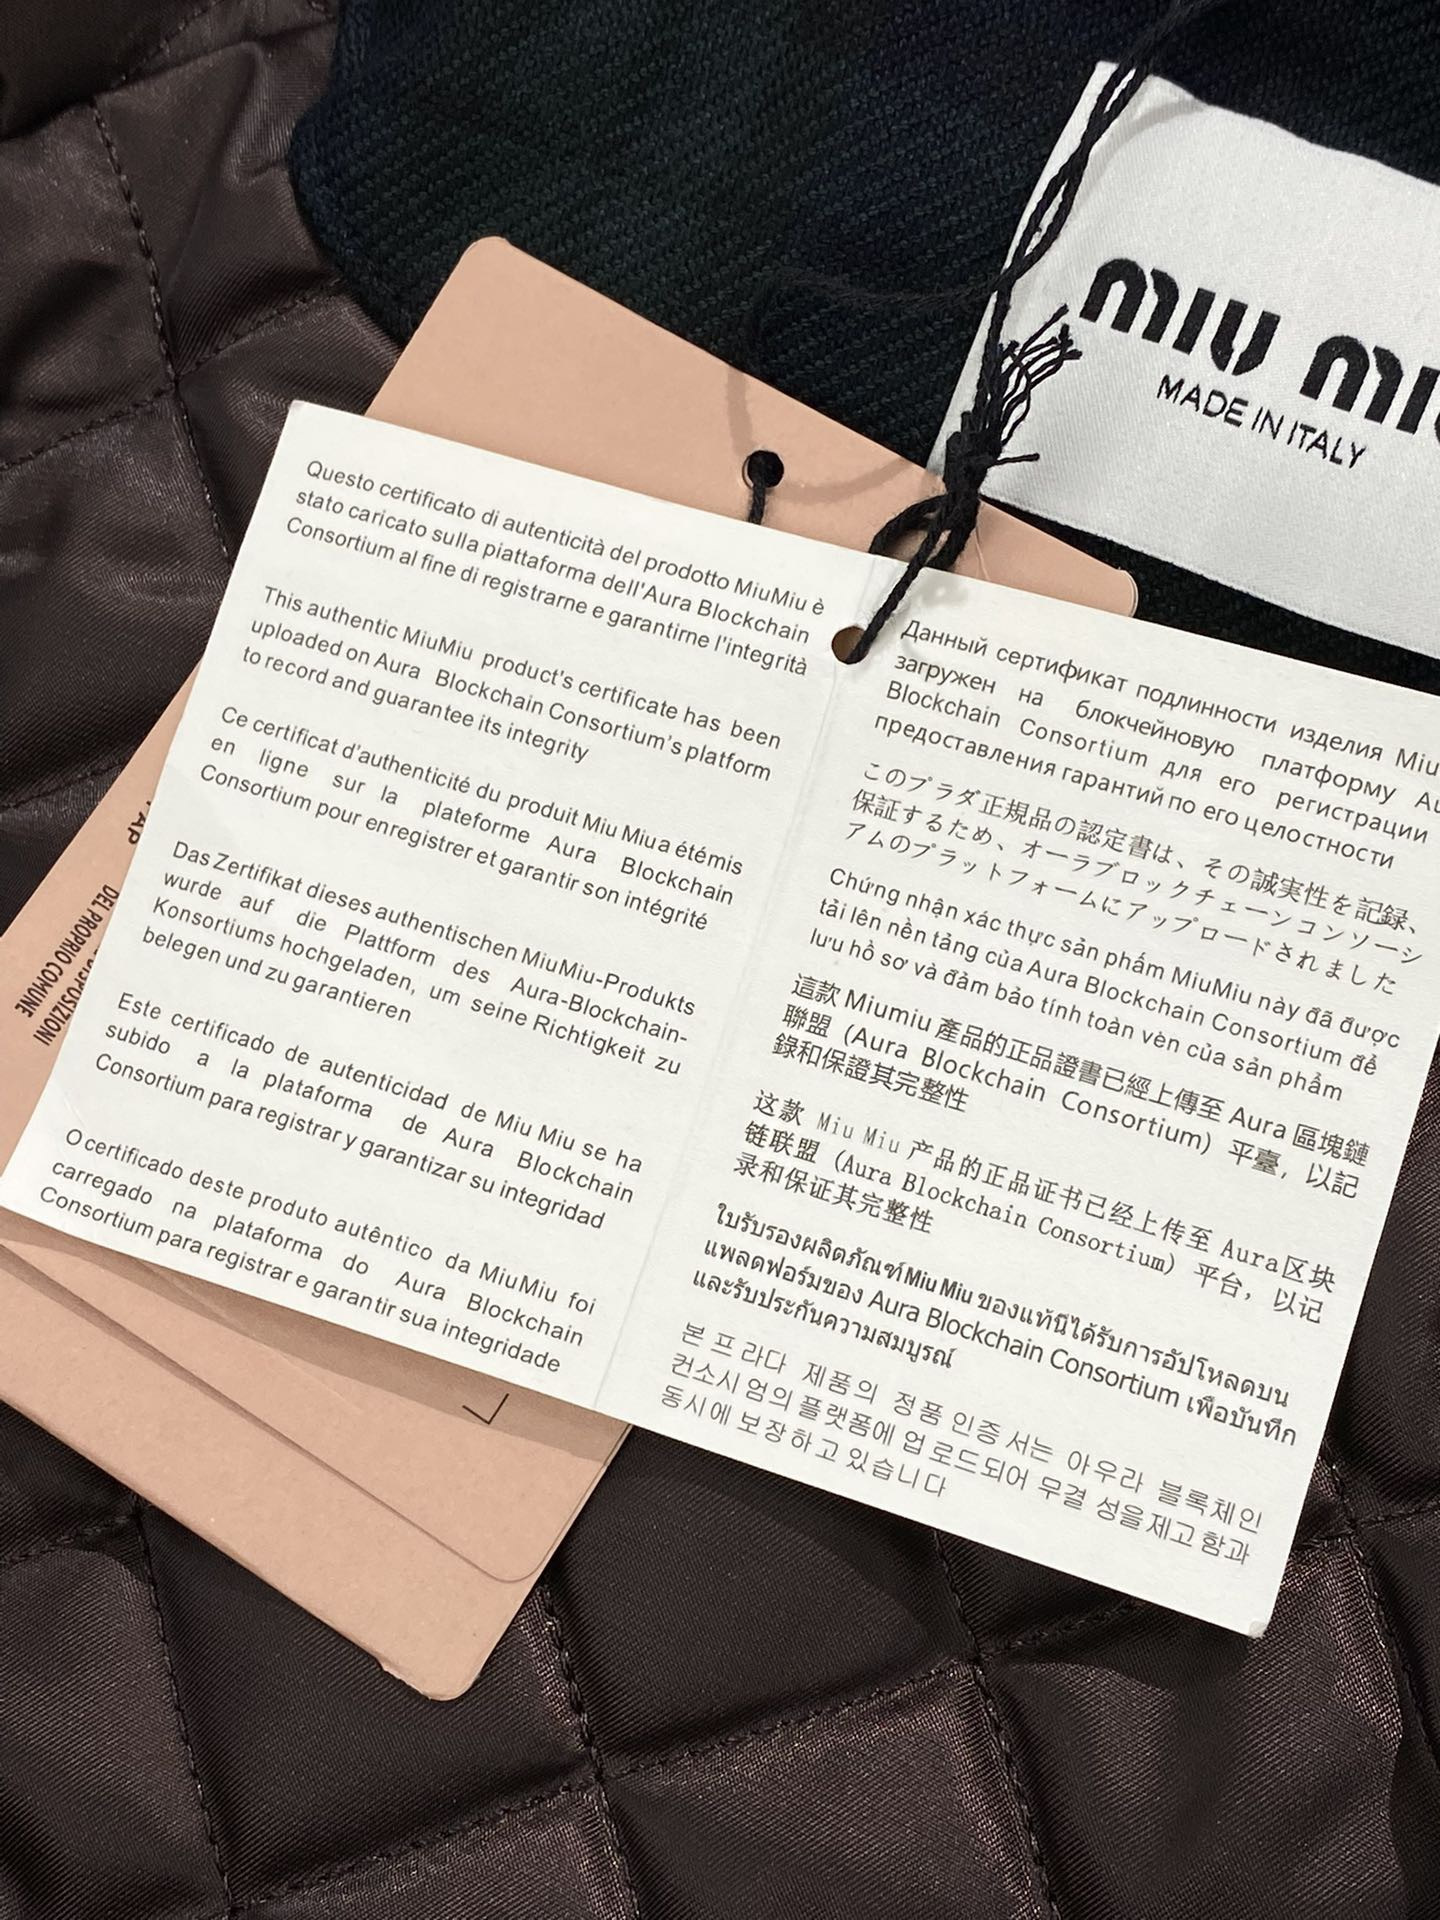 miu mi
MADE IN ITALY
Questo certificato di autenticità del prodotto MiuMiu è
stato caricato sulla piattaforma dell'Aura Blockchain
Consortium al fine di registrarne e garantirne l'integrità
This authentic MiuMiu product's certificate has been
uploaded on Aura Blockchain Consortium's platform
to record and guarantee its integrity
Ce certificat d'authenticité du produit Miu Miu a étémis
en ligne sur la plateforme Aura Blockchain
Consortium pour enregistrer et garantir son intégrité
Das Zertifikat dieses authentischen MiuMiu-Produkts
wurde auf die Plattform des Aura-Blockchain-
Konsortiums hochgeladen, um seine Richtigkeit zu
belegen und zu garantieren
Este certificado de autenticidad de Miu Miu se ha
subido a la plataforma de Aura Blockchain
Consortium para registrar y garantizar su integridad
O certificado deste produto autêntico da MiuMiu foi
carregado na plataforma do Aura Blockchain
Consortium para registrar e garantir sua integridade
Данный сертификат подлинности изделия Miu
загружен на блокчейновую платформу Au
Blockchain Consortium для его регистрации
предоставления гарантий по его целостности
このプラダ正規品の認定書は、その誠実性を記録、
保証するため、オーラブロックチェーンコンソーシ
アムのプラットフォームにアップロードされました
Chứng nhận xác thực sản phẩm MiuMiu này đã được
tải lên nền tảng của Aura Blockchain Consortium để
lưu hồ sơ và đảm bảo tính toàn vẻn của sản phẩm
這款 Miumiu 產品的正品證書已經上傳至 Aura 區塊鏈
聯盟 (Aura Blockchain Consortium) 平臺, 以記
錄和保證其完整性
这款 Miu Miu 产品的正品证书已经上传至 Aura区块
链联盟 (Aura Blockchain Consortium) 平台, 以记
录和保证其完整性
ใบรับรองผลิตภัณฑ์Miu Miu ของแท้นี้ได้รับการอัปโหลดบน
แพลตฟอร์มของ Aura Blockchain Consortium เพื่อบันทึก
และรับประกันความสมบูรณ์
본 프라다 제품의 정품 인증 서는 아우라 블록체인
컨소시 엄의 플랫폼에 업 로드되어 무결 성을 제고 함과
동시에 보장 하고 있습니다
DISPOSIZIONI
DEL PROPRIO COMUNE